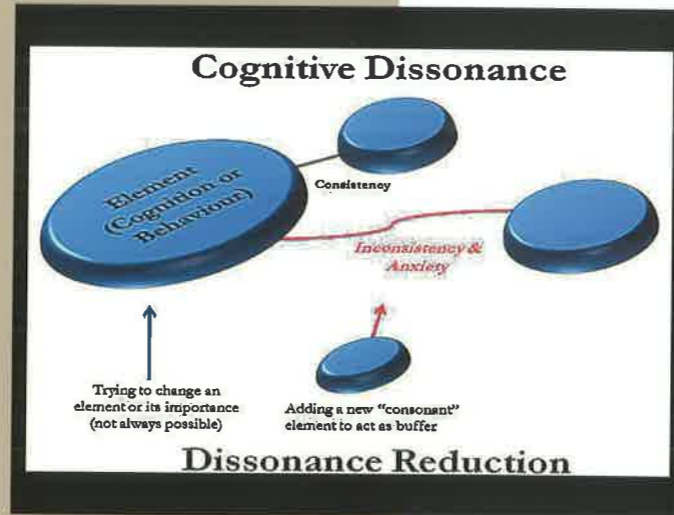 Cognitive Dissonance
Element
(Cognition or
Behaviour)
Consistency
Inconsistency &
Anxiety
Trying to change an
element or its importance
(not always possible)
Adding a new "consonant"
element to act as buffer
Dissonance Reduction